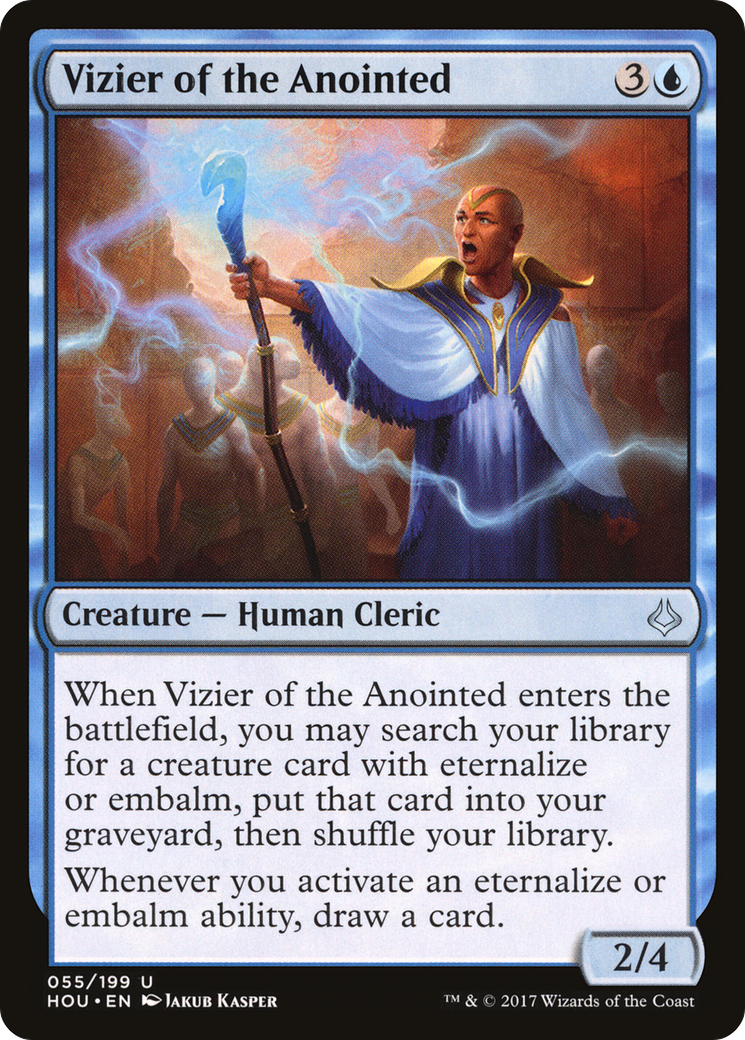 Vizier of the Anointed
3
Creature — Human Cleric
When Vizier of the Anointed enters the
battlefield, you may search your library
for a creature card with eternalize
or embalm, put that card into your
graveyard, then shuffle your library.
Whenever you activate an eternalize or
embalm ability, draw a card.
2/4
055/199 U
HOU • EN Jakub Kasper
™ & © 2017 Wizards of the Coast